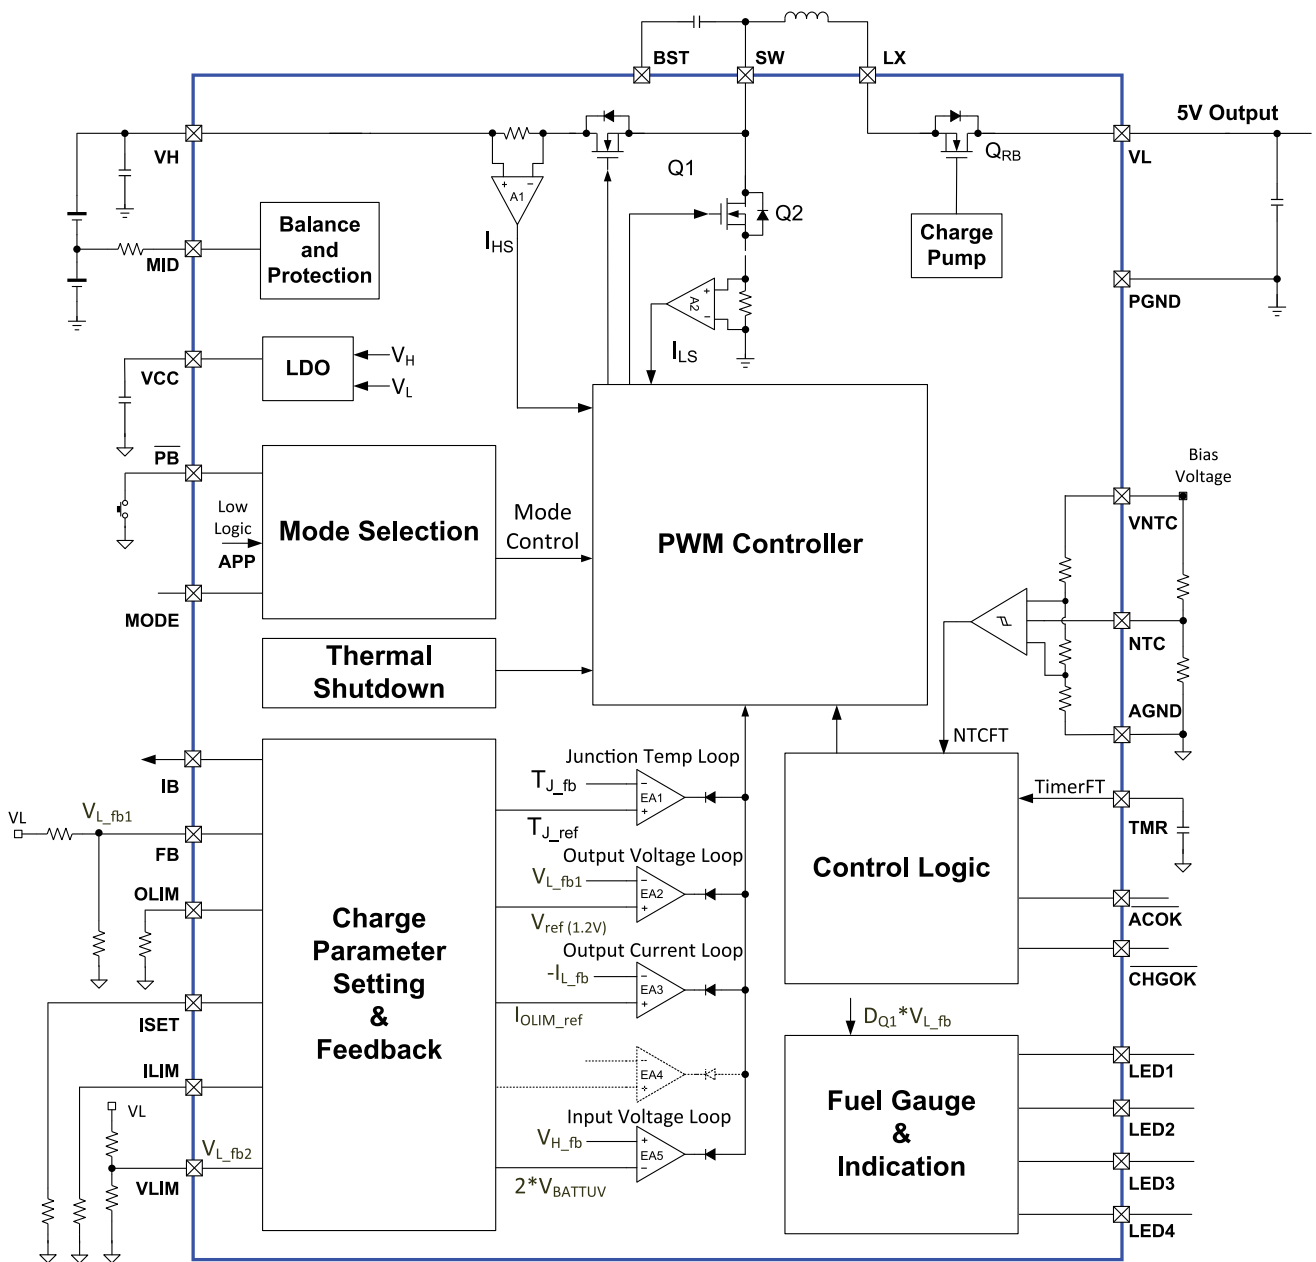 BST
SW
LX
5V Output
VH
VL
Q1
QRB
A1
+
−
Q2
IHS
Balance
and
Protection
MID
Charge
Pump
PGND
A2
+
−
ILS
LDO
VH
VL
VCC
PB
Low
Logic
APP
Mode Selection
Mode
Control
PWM Controller
MODE
Bias
Voltage
VNTC
NTC
AGND
Thermal
Shutdown
NTCFT
IB
Junction Temp Loop
TJ_fb
−
EA1
+
TJ_ref
TimerFT
TMR
VL
VL_fb1
FB
Output Voltage Loop
VL_fb1
−
EA2
+
Vref (1.2V)
Control Logic
OLIM
ACOK
Charge
Parameter
Setting
&
Feedback
Output Current Loop
-IL_fb
−
EA3
+
IOLIM_ref
CHGOK
ISET
DQ1*VL_fb
−
EA4
+
ILIM
VL
Input Voltage Loop
VH_fb
+
EA5
−
2*VBATTUV
VL_fb2
VLIM
Fuel Gauge
&
Indication
LED1
LED2
LED3
LED4